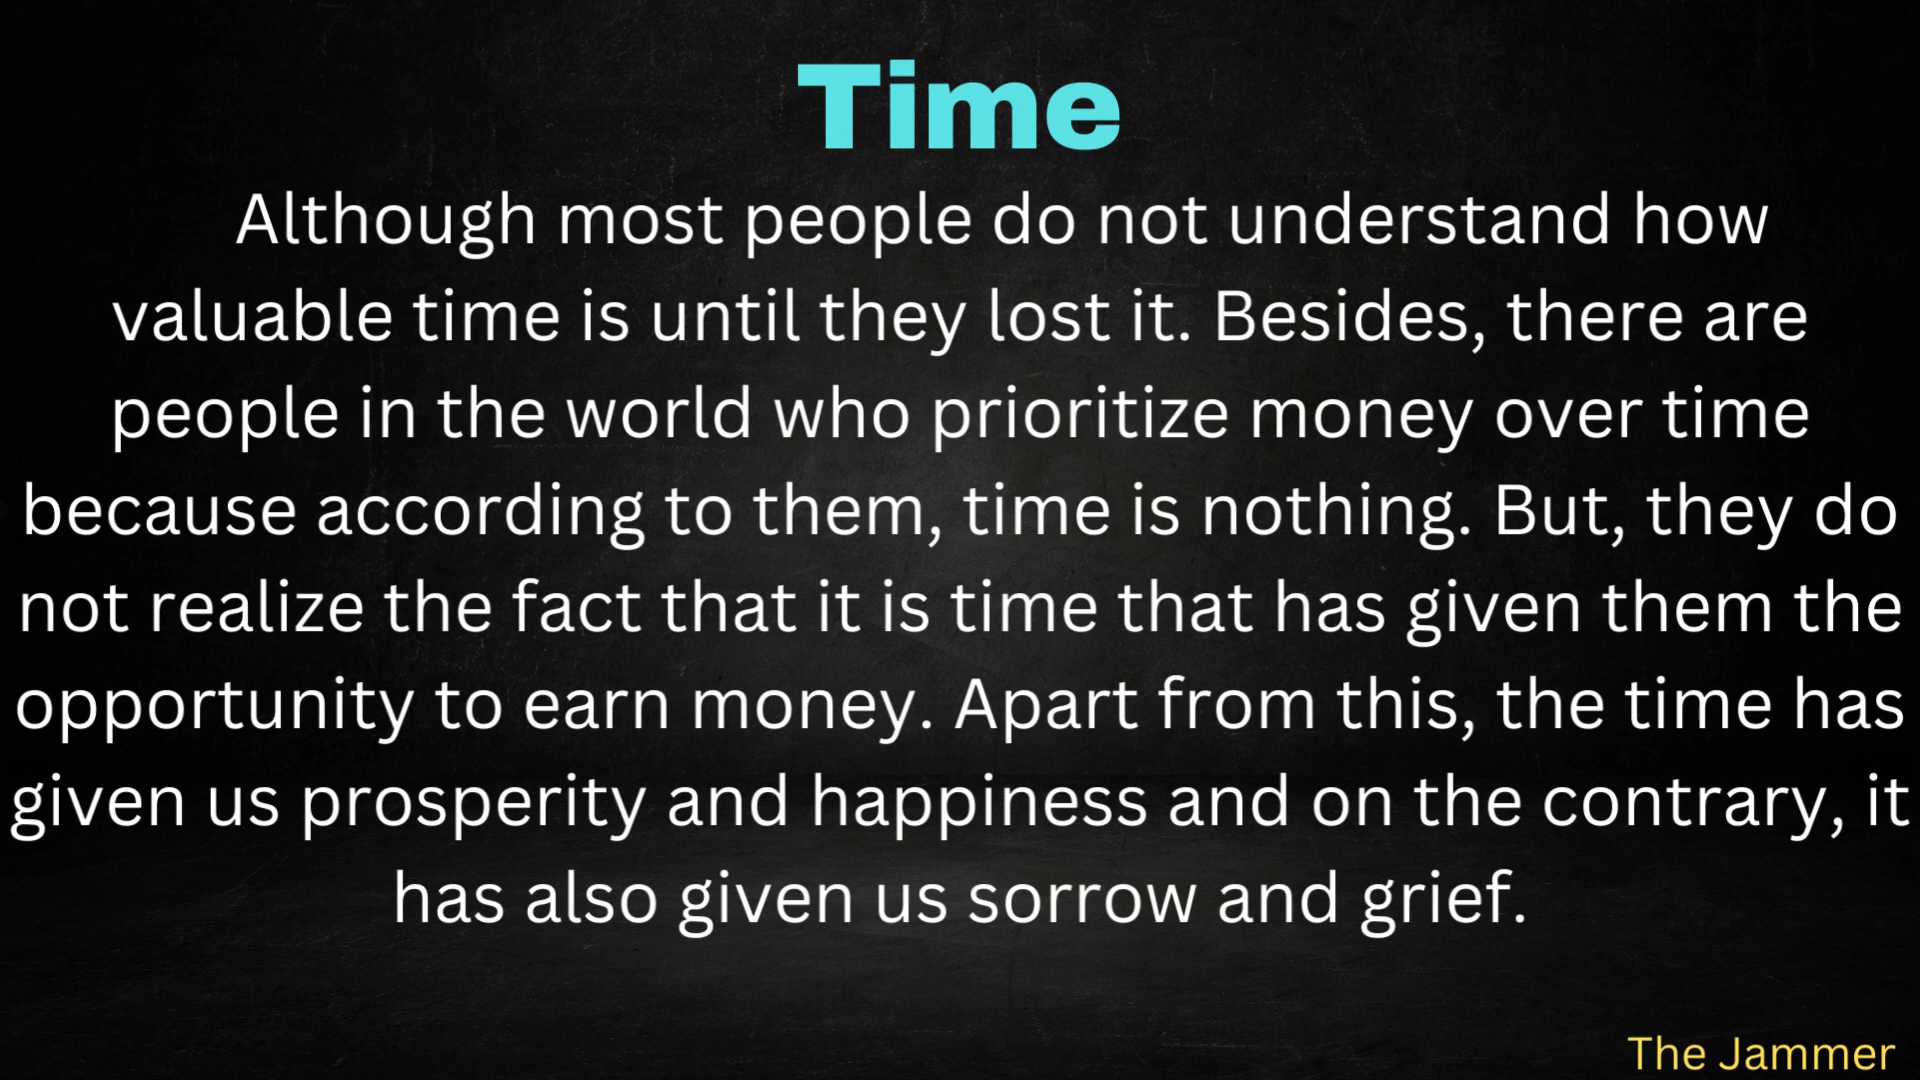 Time
Although most people do not understand how
valuable time is until they lost it. Besides, there are
people in the world who prioritize money over time
because according to them, time is nothing. But, they do
not realize the fact that it is time that has given them the
opportunity to earn money. Apart from this, the time has
given us prosperity and happiness and on the contrary, it
has also given us sorrow and grief.
The Jammer